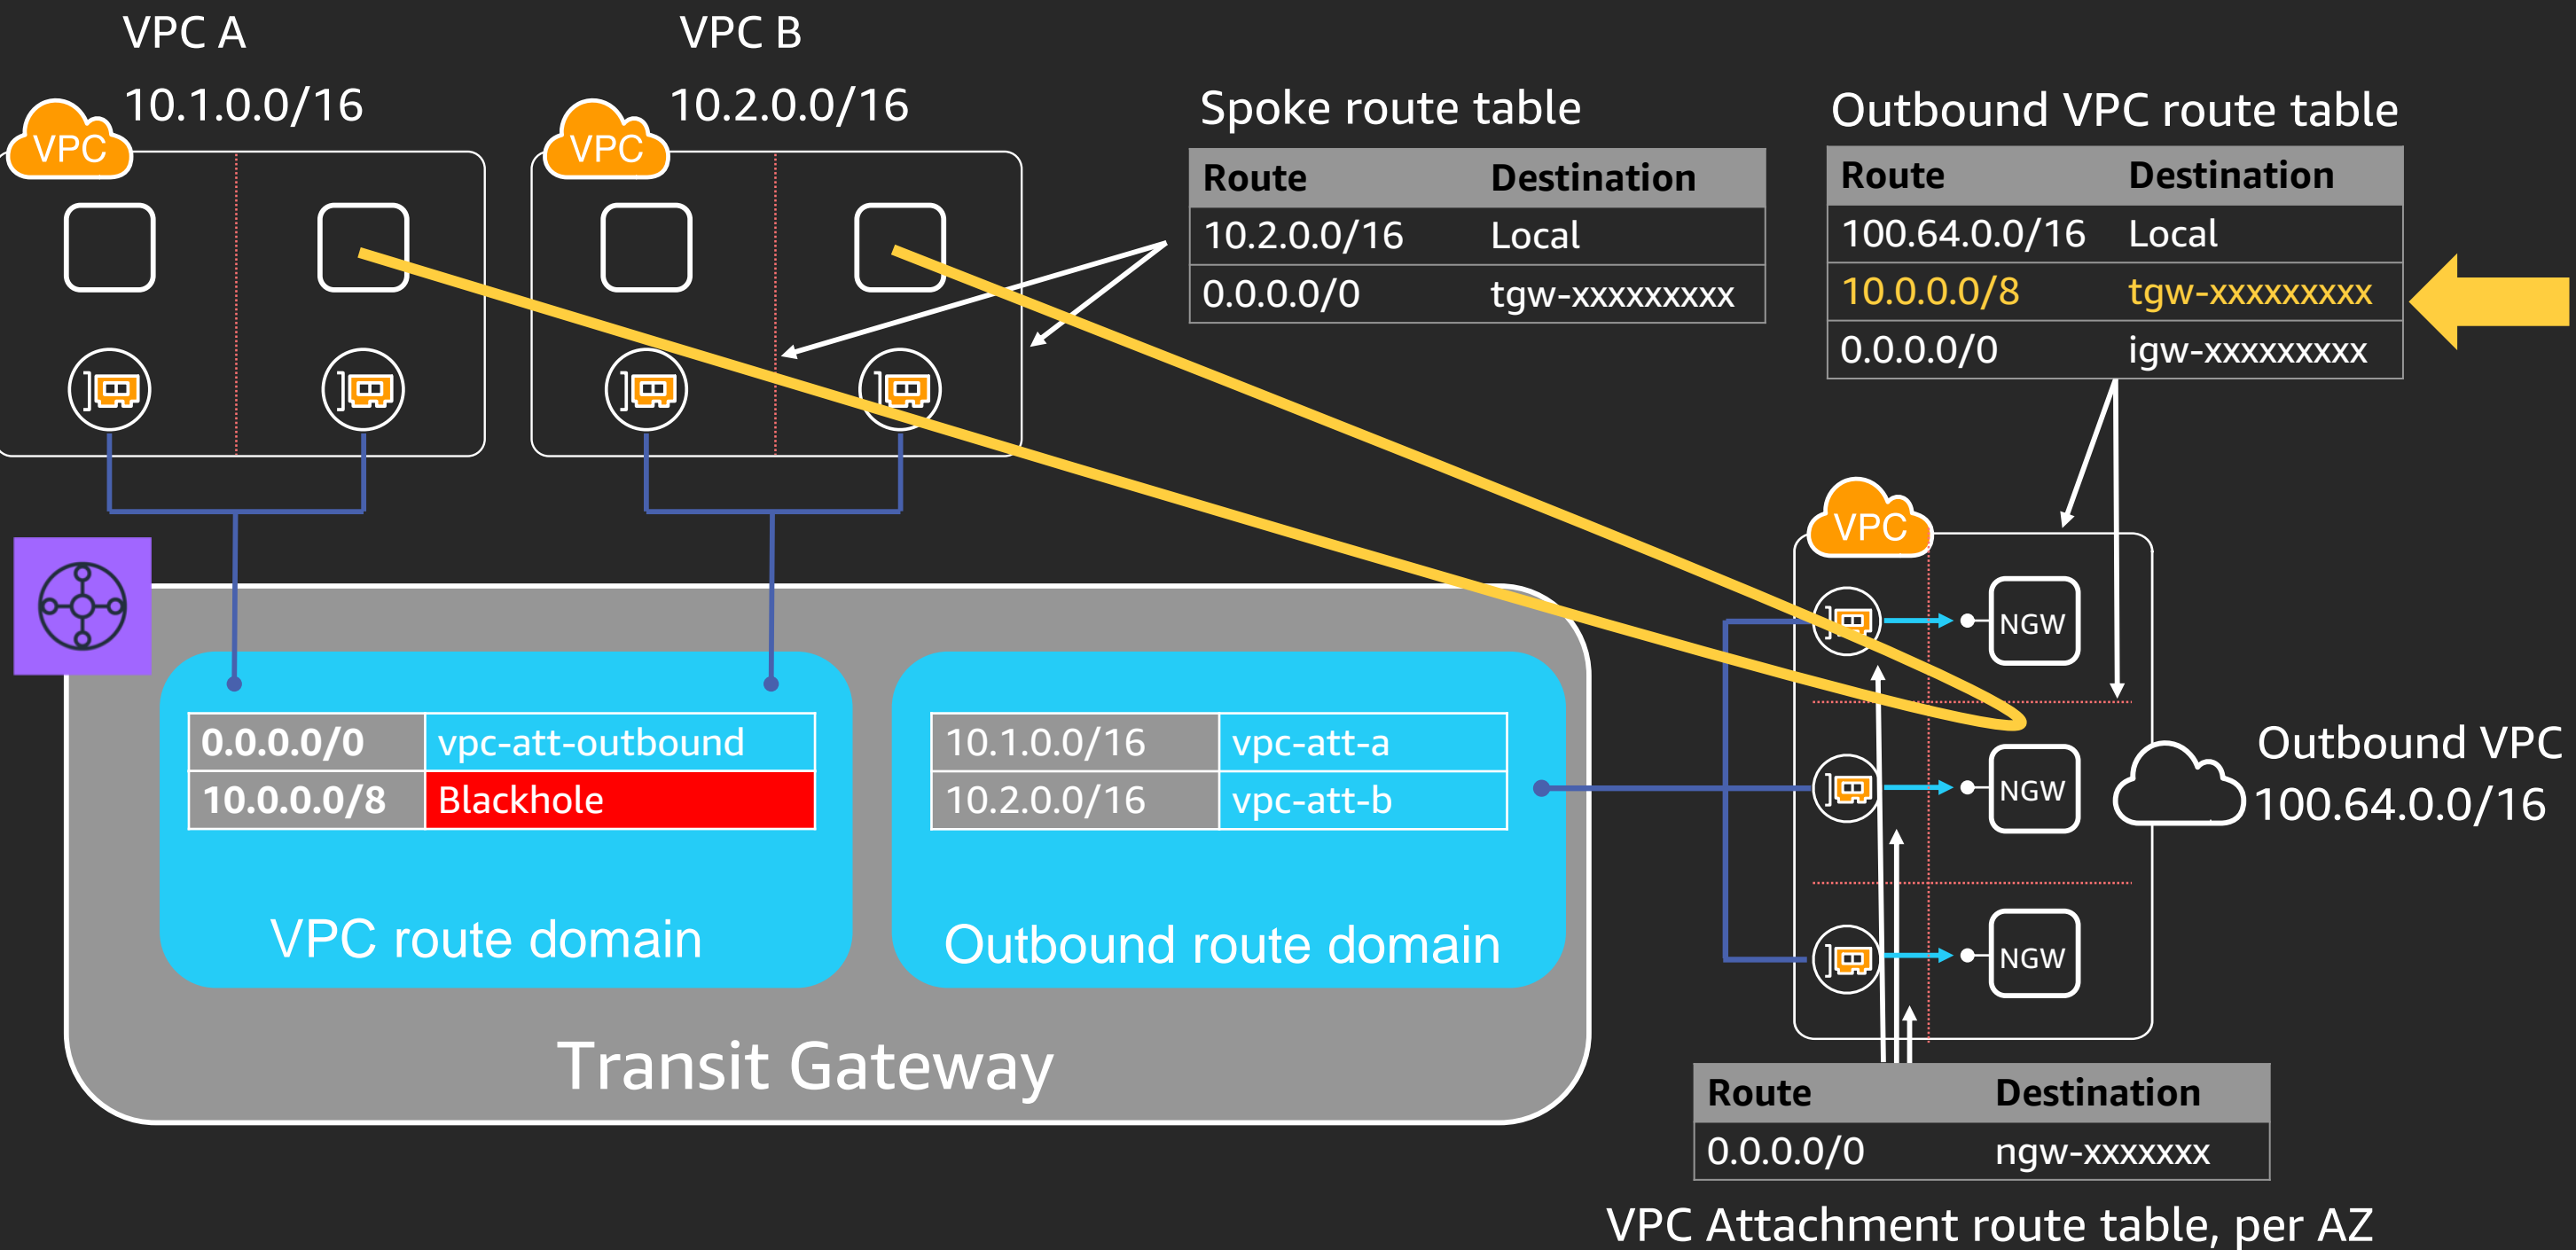 VPC A
10.1.0.0/16
VPC
VPC B
10.2.0.0/16
VPC
Spoke route table
Route Destination
10.2.0.0/16 Local
0.0.0.0/0 tgw-xxxxxxxxx
Outbound VPC route table
Route Destination
100.64.0.0/16 Local
10.0.0.0/8 tgw-xxxxxxxxx
0.0.0.0/0 igw-xxxxxxxxx
VPC
NGW
NGW
NGW
Outbound VPC
100.64.0.0/16
0.0.0.0/0 vpc-att-outbound
10.0.0.0/8 Blackhole
VPC route domain
10.1.0.0/16 vpc-att-a
10.2.0.0/16 vpc-att-b
Outbound route domain
Transit Gateway
Route Destination
0.0.0.0/0 ngw-xxxxxxx
VPC Attachment route table, per AZ